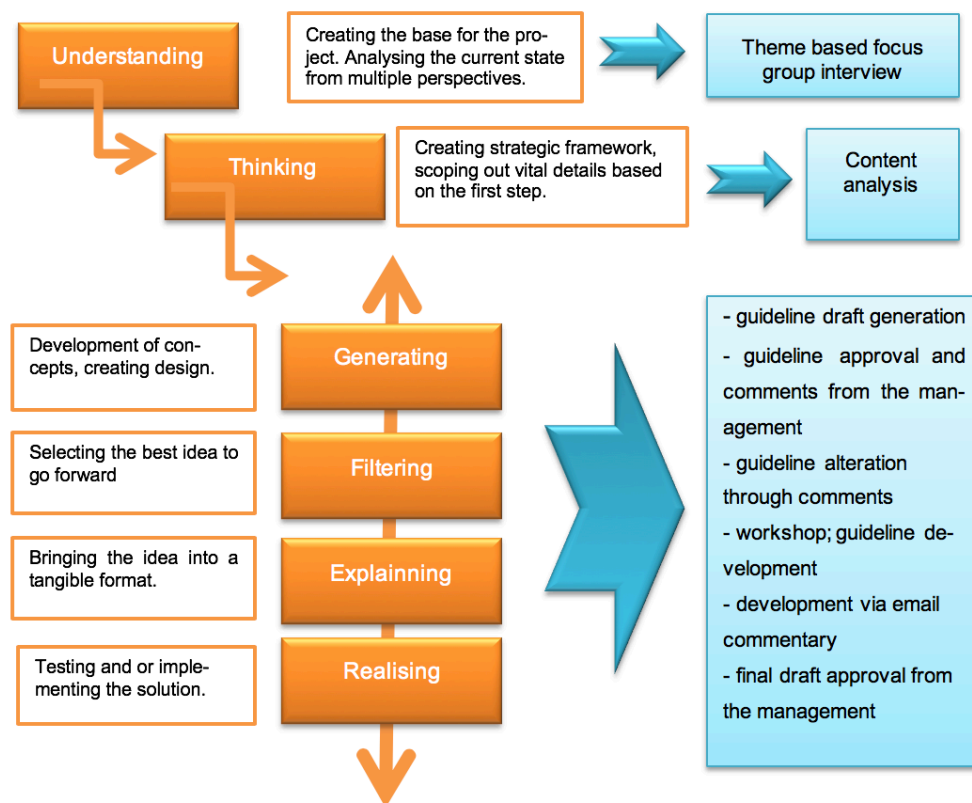 Understanding
Creating the base for the pro-
ject. Analysing the current state
from multiple perspectives.
Theme based focus
group interview
Thinking
Creating strategic framework,
scoping out vital details based
on the first step.
Content
analysis
Development of con-
cepts, creating design.
Generating
Selecting the best idea to
go forward
Filtering
Bringing the idea into a
tangible format.
Explainning
Testing and or imple-
menting the solution.
Realising
- guideline draft generation
- guideline approval and
comments from the man-
agement
- guideline alteration
through comments
- workshop; guideline de-
velopment
- development via email
commentary
- final draft approval from
the management